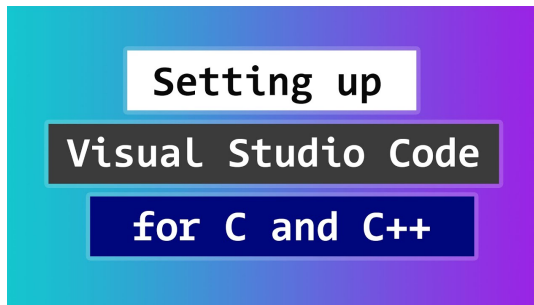 Setting up
Visual Studio Code
for C and C++